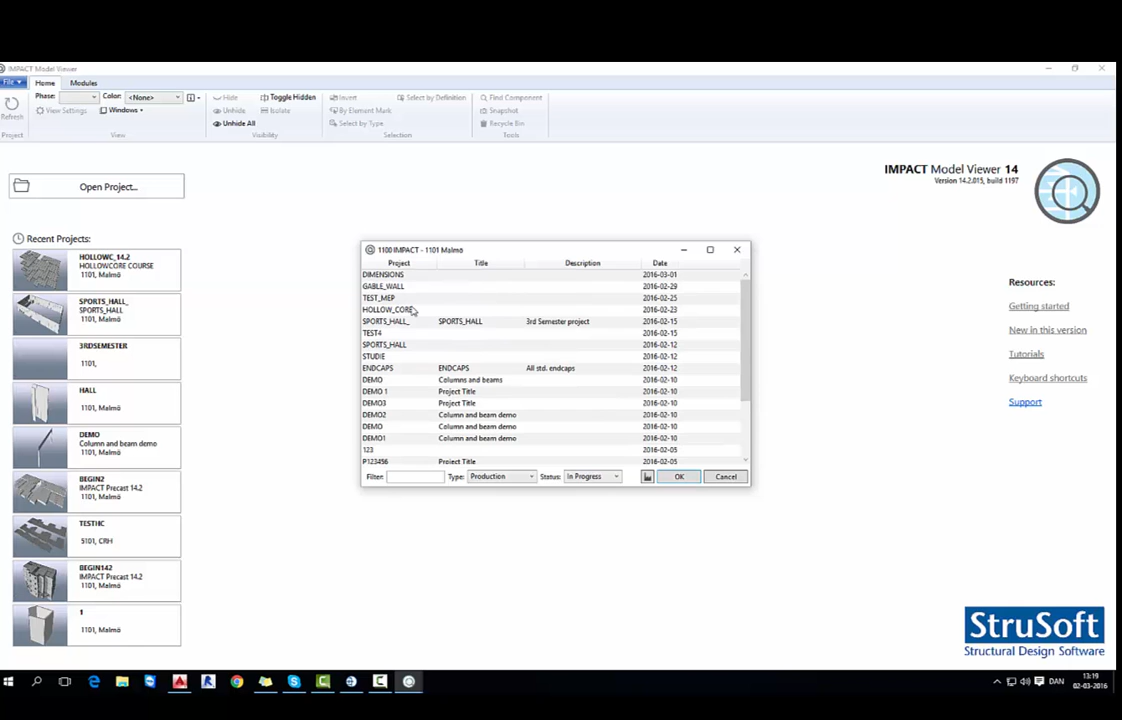 IMPACT Model Viewer
File
Home
Modules
Phase:
Color: <None>
Hide
Toggle Hidden
Invert
Select by Definition
Find Component
Refresh
View Settings
Windows
Unhide
Isolate
By Element Mark
Snapshot
Unhide All
Select by Type
Recycle Bin
Project
View
Visibility
Selection
Tools
Open Project...
IMPACT Model Viewer 14
Version 14.2.015, build 1197
Recent Projects:
HOLLOWC_14.2
HOLLOWCORE COURSE
1101, Malmö
SPORTS_HALL_
SPORTS_HALL
1101, Malmö
3RDSEMESTER
1101,
HALL
1101, Malmö
DEMO
Column and beam demo
1101, Malmö
BEGIN2
IMPACT Precast 14.2
1101, Malmö
TESTHC
5101, CRH
BEGIN142
IMPACT Precast 14.2
1101, Malmö
1
1101, Malmö
1100 IMPACT - 1101 Malmö
Project Title Description Date
DIMENSIONS 2016-03-01
GABLE_WALL 2016-02-29
TEST_MEP 2016-02-25
HOLLOW_CORE 2016-02-23
SPORTS_HALL_ SPORTS_HALL 3rd Semester project 2016-02-15
TEST4 2016-02-15
SPORTS_HALL 2016-02-12
STUDIE 2016-02-12
ENDCAPS ENDCAPS All std. endcaps 2016-02-12
DEMO Columns and beams 2016-02-10
DEMO 1 Project Title 2016-02-10
DEMO3 Project Title 2016-02-10
DEMO2 Column and beam demo 2016-02-10
DEMO Column and beam demo 2016-02-10
DEMO1 Column and beam demo 2016-02-10
123 2016-02-05
P123456 Project Title 2016-02-05
Filter: Type: Production Status: In Progress OK Cancel
Resources:
Getting started
New in this version
Tutorials
Keyboard shortcuts
Support
StruSoft
Structural Design Software
DAN
13:19
02-03-2016